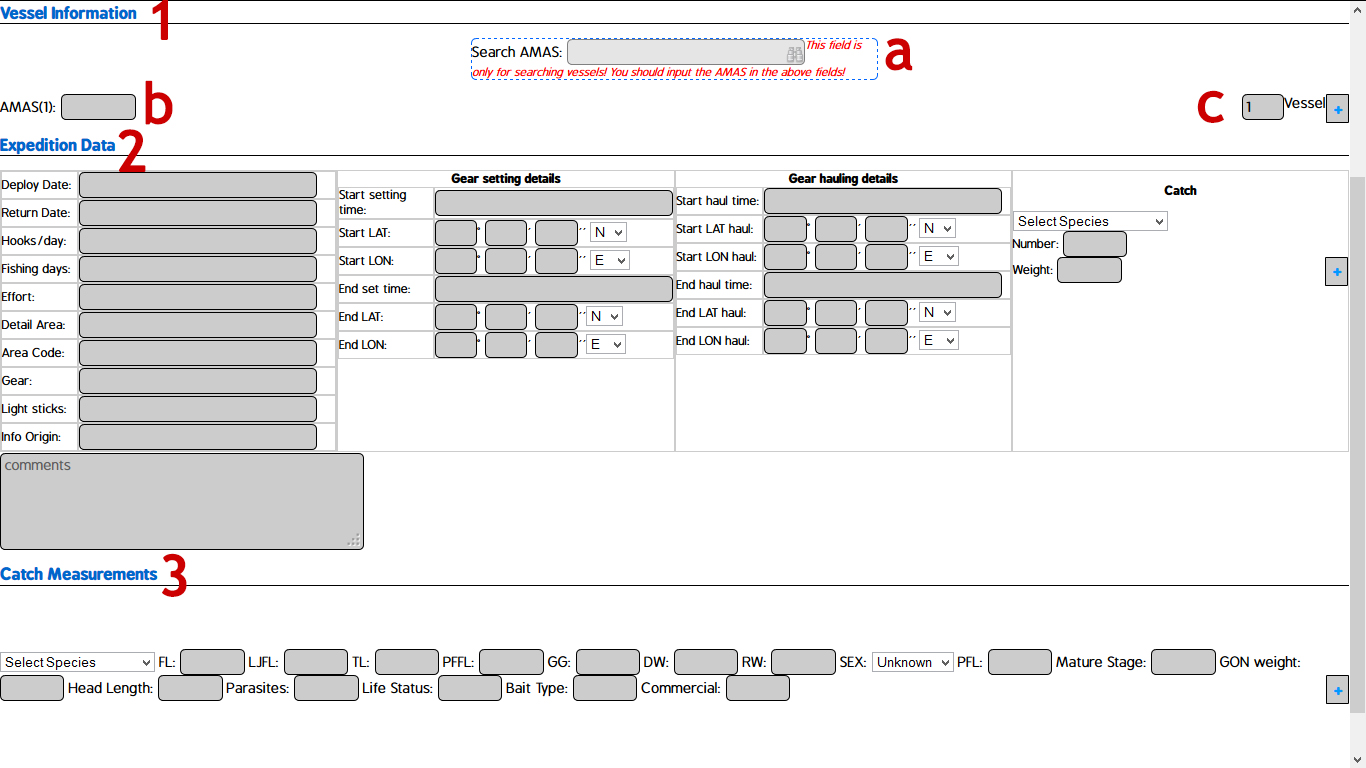 Vessel Information 1
Search AMAS: This field is
only for searching vessels! You should input the AMAS in the above fields!
a
AMAS(1): b
c 1 Vessel +
Expedition Data 2
Deploy Date:
Return Date:
Hooks/day:
Fishing days:
Effort:
Detail Area:
Area Code:
Gear:
Light sticks:
Info Origin:
Gear setting details
Start setting
time:
Start LAT: ° ′ ′′ N
Start LON: ° ′ ′′ E
End set time:
End LAT: ° ′ ′′ N
End LON: ° ′ ′′ E
Gear hauling details
Start haul time:
Start LAT haul: ° ′ ′′ N
Start LON haul: ° ′ ′′ E
End haul time:
End LAT haul: ° ′ ′′ N
End LON haul: ° ′ ′′ E
Catch
Select Species
Number:
Weight:
+
comments
Catch Measurements 3
Select Species FL: LJFL: TL: PFFL: GG: DW: RW: SEX: Unknown PFL: Mature Stage: GON weight:
Head Length: Parasites: Life Status: Bait Type: Commercial: +